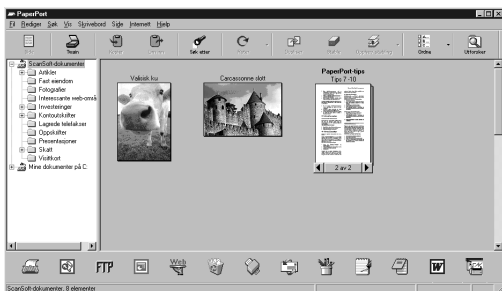 PaperPort
Fil Rediger Søk Vis Skrivebord Side Internett Hjelp
Twain
Søk etter
Ordne
Utforsker
ScanSoft-dokumenter
Artikler
Fast eiendom
Fotografier
Interessante web-områ
Investeringer
Kontoutskrifter
Lagrede telefakser
Oppskrifter
Presentasjoner
Skatt
Visittkort
Mine dokumenter på C:
Valisisk ku
Carcassonne slott
PaperPort-tips
Tips 7-10
2 av 2
FTP
Web
W
ScanSoft-dokumenter. 8 elementer